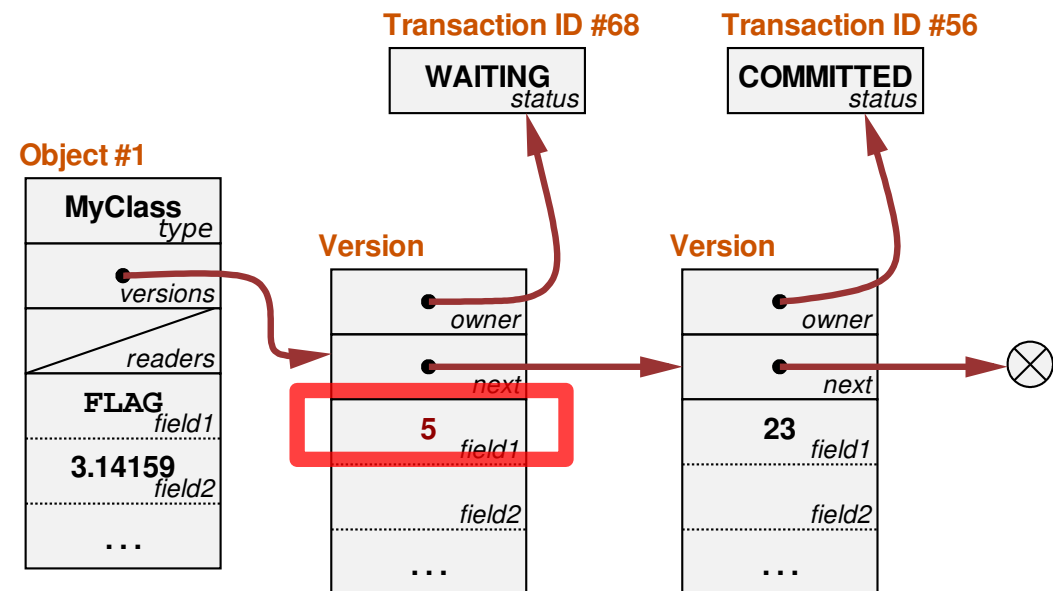 Transaction ID #68
WAITING
status
Transaction ID #56
COMMITTED
status
Object #1
MyClass
type
versions
readers
FLAG
field1
3.14159
field2
...
Version
owner
next
5
field1
field2
...
Version
owner
next
23
field1
field2
...